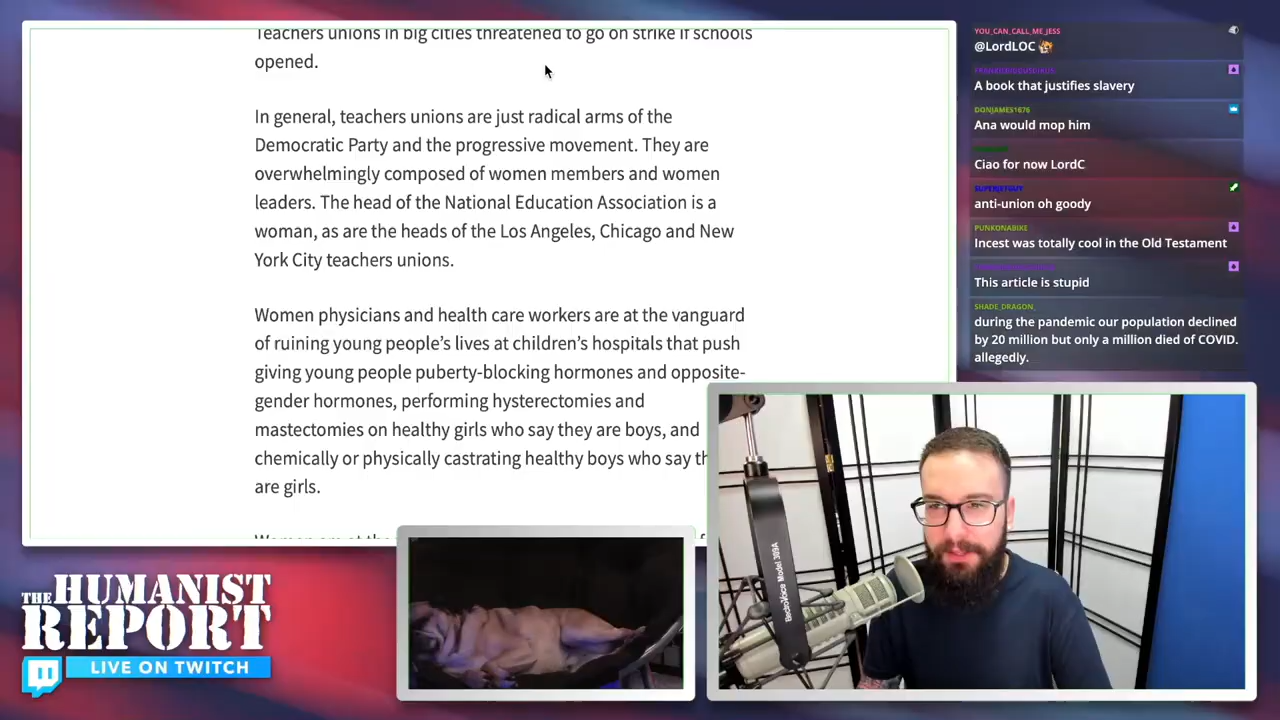 Teachers unions in big cities threatened to go on strike if schools
opened.
In general, teachers unions are just radical arms of the
Democratic Party and the progressive movement. They are
overwhelmingly composed of women members and women
leaders. The head of the National Education Association is a
woman, as are the heads of the Los Angeles, Chicago and New
York City teachers unions.
Women physicians and health care workers are at the vanguard
of ruining young people’s lives at children’s hospitals that push
giving young people puberty-blocking hormones and opposite-
gender hormones, performing hysterectomies and
mastectomies on healthy girls who say they are boys, and
chemically or physically castrating healthy boys who say
are girls.
YOU_CAN_CALL_ME_JESS
@LordLOC
A book that justifies slavery
DONJAMES1676
Ana would mop him
Ciao for now LordC
anti-union oh goody
PUNKONABIKE
Incest was totally cool in the Old Testament
This article is stupid
SHADE_DRAGON_
during the pandemic our population declined
by 20 million but only a million died of COVID.
allegedly.
THE HUMANIST
REPORT
LIVE ON TWITCH